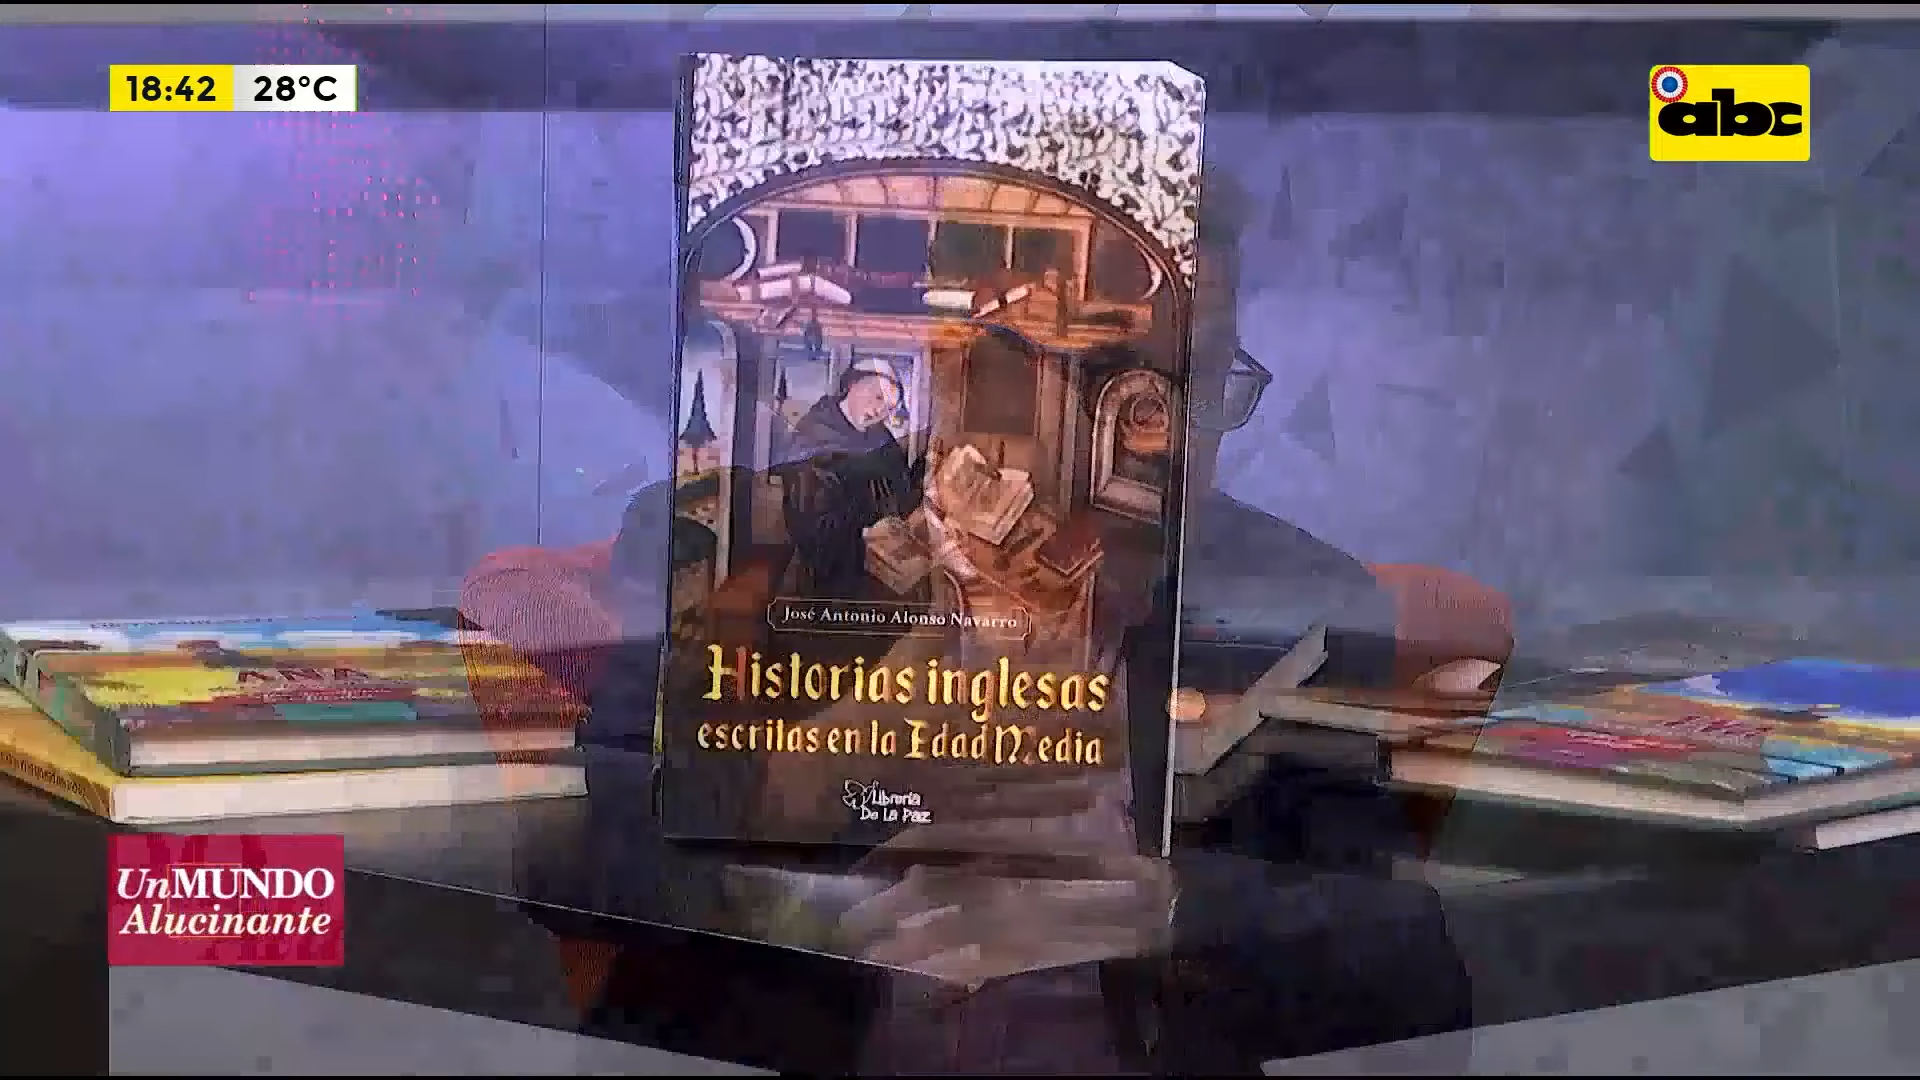 18:42 28°C
abc
José Antonio Alonso Navarro
Historias inglesas
escritas en la Edad Media
Librería
De La Paz
ANA
Un MUNDO
Alucinante